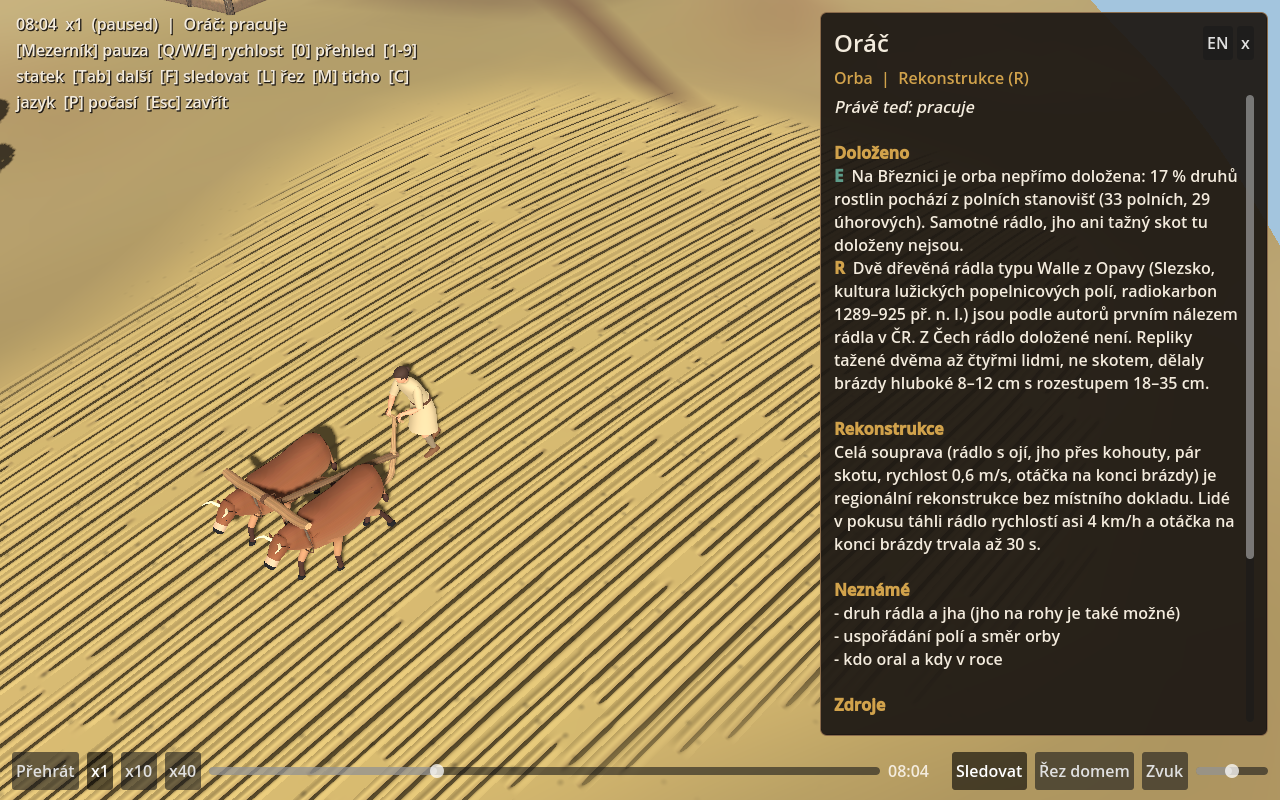 08:04  x1  (paused)  |  Oráč: pracuje
[Mezerník] pauza  [Q/W/E] rychlost  [0] přehled  [1-9]
statek  [Tab] další  [F] sledovat  [L] řez  [M] ticho  [C]
jazyk  [P] počasí  [Esc] zavřít
Oráč
EN x
Orba  |  Rekonstrukce (R)
Právě teď: pracuje
Doloženo
E  Na Březnici je orba nepřímo doložena: 17 % druhů
rostlin pochází z polních stanovišť (33 polních, 29
úhorových). Samotné rádlo, jho ani tažný skot tu
doloženy nejsou.
R  Dvě dřevěná rádla typu Walle z Opavy (Slezsko,
kultura lužických popelnicových polí, radiokarbon
1289–925 př. n. l.) jsou podle autorů prvním nálezem
rádla v ČR. Z Čech rádlo doložené není. Repliky
tažené dvěma až čtyřmi lidmi, ne skotem, dělaly
brázdy hluboké 8–12 cm s rozestupem 18–35 cm.
Rekonstrukce
Celá souprava (rádlo s ojí, jho přes kohouty, pár
skotu, rychlost 0,6 m/s, otáčka na konci brázdy) je
regionální rekonstrukce bez místního dokladu. Lidé
v pokusu táhli rádlo rychlostí asi 4 km/h a otáčka na
konci brázdy trvala až 30 s.
Neznámé
- druh rádla a jha (jho na rohy je také možné)
- uspořádání polí a směr orby
- kdo oral a kdy v roce
Zdroje
Přehrát x1 x10 x40 08:04 Sledovat Řez domem Zvuk